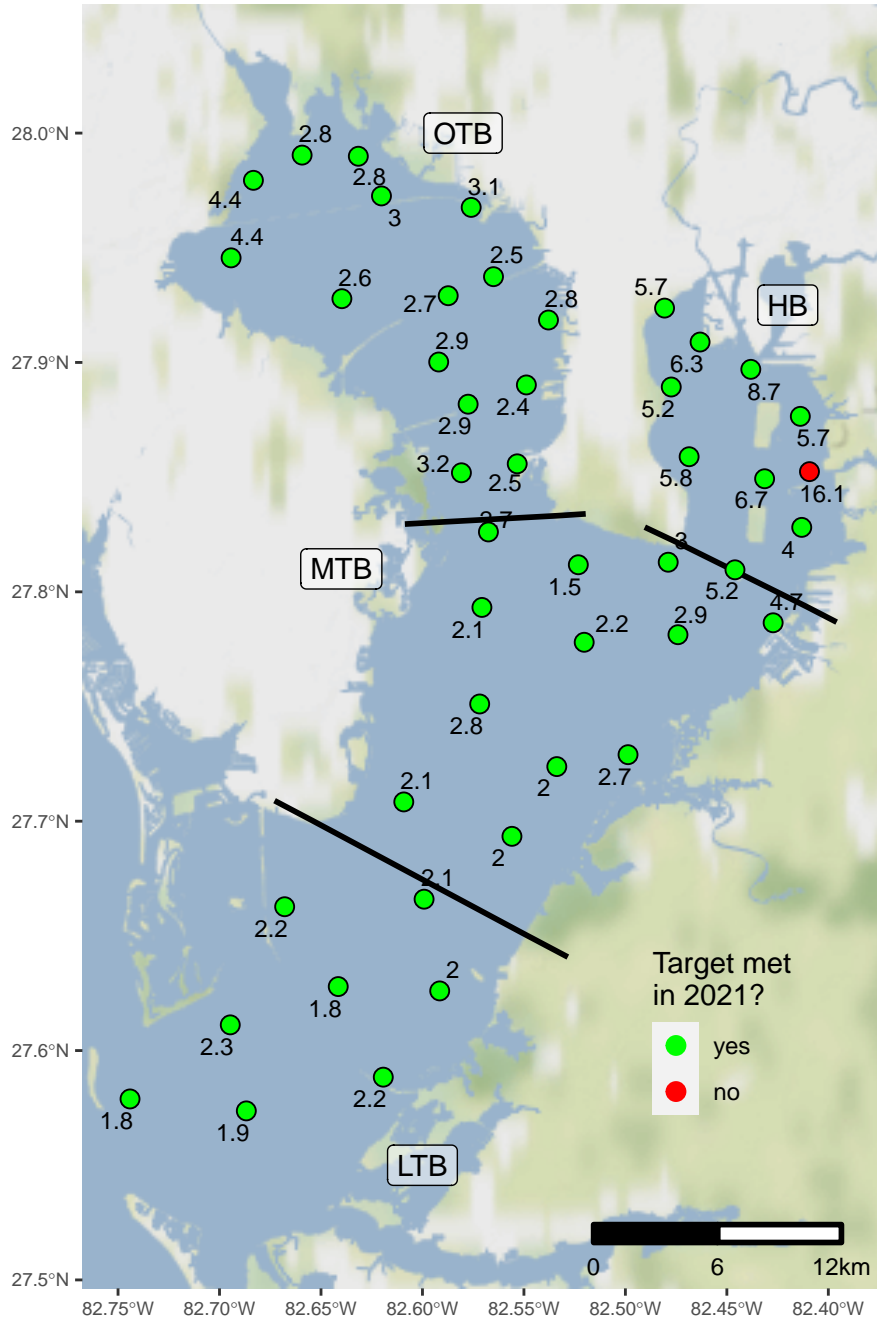 28.0°N
27.9°N
27.8°N
27.7°N
27.6°N
27.5°N
OTB
2.8
2.8
4.4
3
3.1
4.4
2.5
2.6
2.7
2.8
5.7
HB
2.9
6.3
2.4
5.2
8.7
2.9
5.7
3.2
2.5
5.8
6.7
16.1
2.7
3
4
MTB
1.5
5.2
4.7
2.1
2.2
2.9
2.8
2
2.7
2.1
2
2.1
2.2
1.8
2
2.3
2.2
1.8
1.9
LTB
Target met
in 2021?
yes
no
0 6 12km
82.75°W 82.70°W 82.65°W 82.60°W 82.55°W 82.50°W 82.45°W 82.40°W